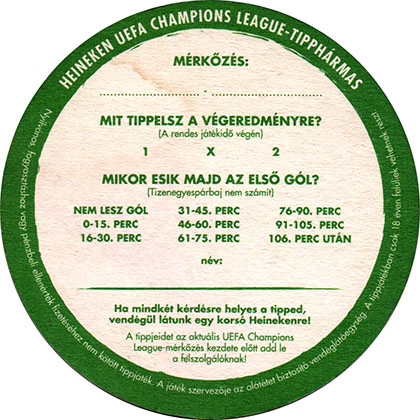 HEINEKEN UEFA CHAMPIONS LEAGUE-TIPPHÁRMAS
MÉRKŐZÉS:
MIT TIPPELSZ A VÉGEREDMÉNYRE?
(A rendes játékidő végén)
1 X 2
MIKOR ESIK MAJD AZ ELSŐ GÓL?
(Tizenegyespárbaj nem számít)
NEM LESZ GÓL 31-45. PERC 76-90. PERC
0-15. PERC 46-60. PERC 91-105. PERC
16-30. PERC 61-75. PERC 106. PERC UTÁN
név:
Ha mindkét kérdésre helyes a tipped,
vendégül látunk egy korsó Heinekenre!
A tippjeidet az aktuális UEFA Champions
League-mérkőzés kezdete előtt add le
a felszolgálóknak!
Nyilvános, fogyasztáshoz vagy pénzbeli ellenérték fizetéséhez nem kötött tippjáték. A játék szervezője az alátétet biztosító vendéglátóegység. A tippjátékban csak 18 éven felüliek vehetnek részt.